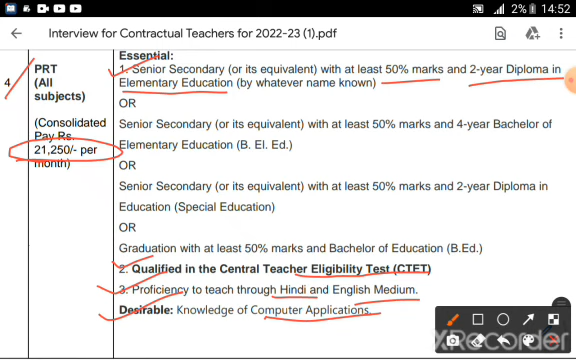 2% 14:52
Interview for Contractual Teachers for 2022-23 (1).pdf
Essential:
4
PRT
(All
subjects)
(Consolidated
Pay Rs.
21,250/- per
month)
1. Senior Secondary (or its equivalent) with at least 50% marks and 2-year Diploma in
Elementary Education (by whatever name known)
OR
Senior Secondary (or its equivalent) with at least 50% marks and 4-year Bachelor of
Elementary Education (B. El. Ed.)
OR
Senior Secondary (or its equivalent) with at least 50% marks and 2-year Diploma in
Education (Special Education)
OR
Graduation with at least 50% marks and Bachelor of Education (B.Ed.)
2. Qualified in the Central Teacher Eligibility Test (CTET)
3. Proficiency to teach through Hindi and English Medium.
Desirable: Knowledge of Computer Applications.
XRecorder